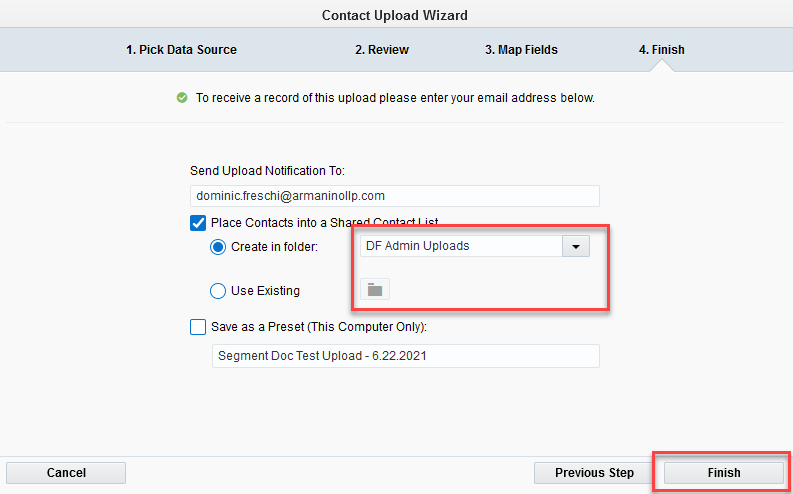 Contact Upload Wizard
1. Pick Data Source 2. Review 3. Map Fields 4. Finish
To receive a record of this upload please enter your email address below.
Send Upload Notification To:
dominic.freschi@armaninollp.com
Place Contacts into a Shared Contact List
Create in folder: DF Admin Uploads
Use Existing
Save as a Preset (This Computer Only):
Segment Doc Test Upload - 6.22.2021
Cancel Previous Step Finish